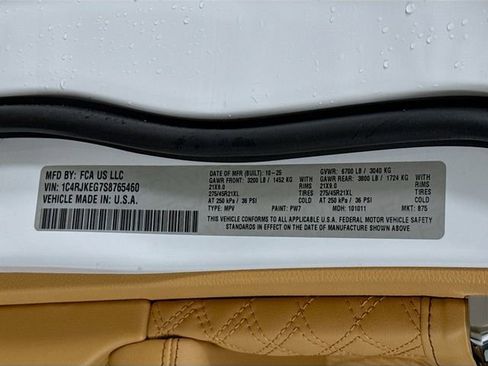 MFD BY: FCA US LLC
VIN: 1C4RJKEG7S8765460
VEHICLE MADE IN: U.S.A.
DATE OF MFR (BUILT): 10-25 GVWR: 6700 LB / 3040 KG
GAWR FRONT: 3200 LB / 1452 KG WITH GAWR REAR: 3800 LB / 1724 KG WITH
21X9.0 RIMS 21X9.0 RIMS
275/45R21XL TIRES 275/45R21XL TIRES
AT 250 kPa / 36 PSI COLD AT 250 kPa / 36 PSI COLD
THIS VEHICLE CONFORMS TO ALL APPLICABLE U.S.A. FEDERAL MOTOR VEHICLE SAFETY
STANDARDS IN EFFECT ON THE DATE OF MANUFACTURE SHOWN ABOVE.
TYPE: MPV PAINT: PW7 MDH: 101011 MKT: 875